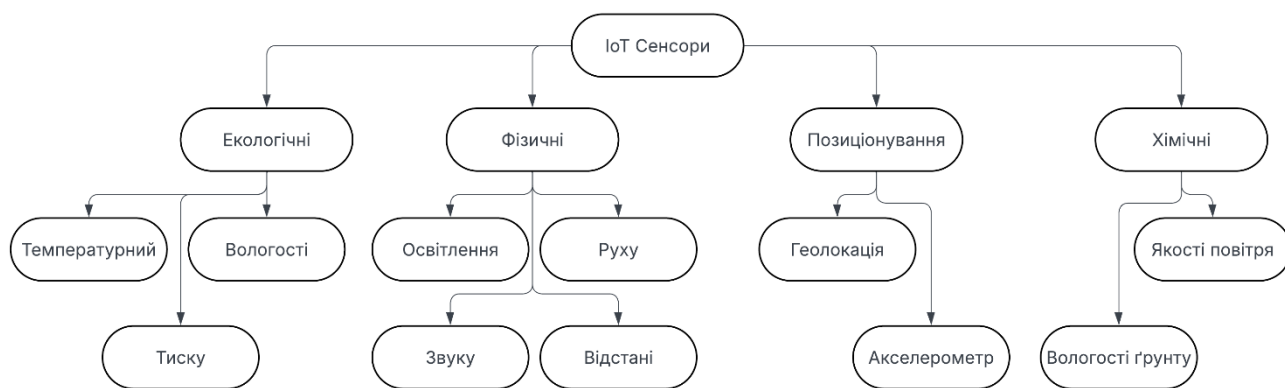 IoT Сенсори
Екологічні
Фізичні
Позиціонування
Хімічні
Температурний
Вологості
Освітлення
Руху
Геолокація
Якості повітря
Тиску
Звуку
Відстані
Акселерометр
Вологості ґрунту